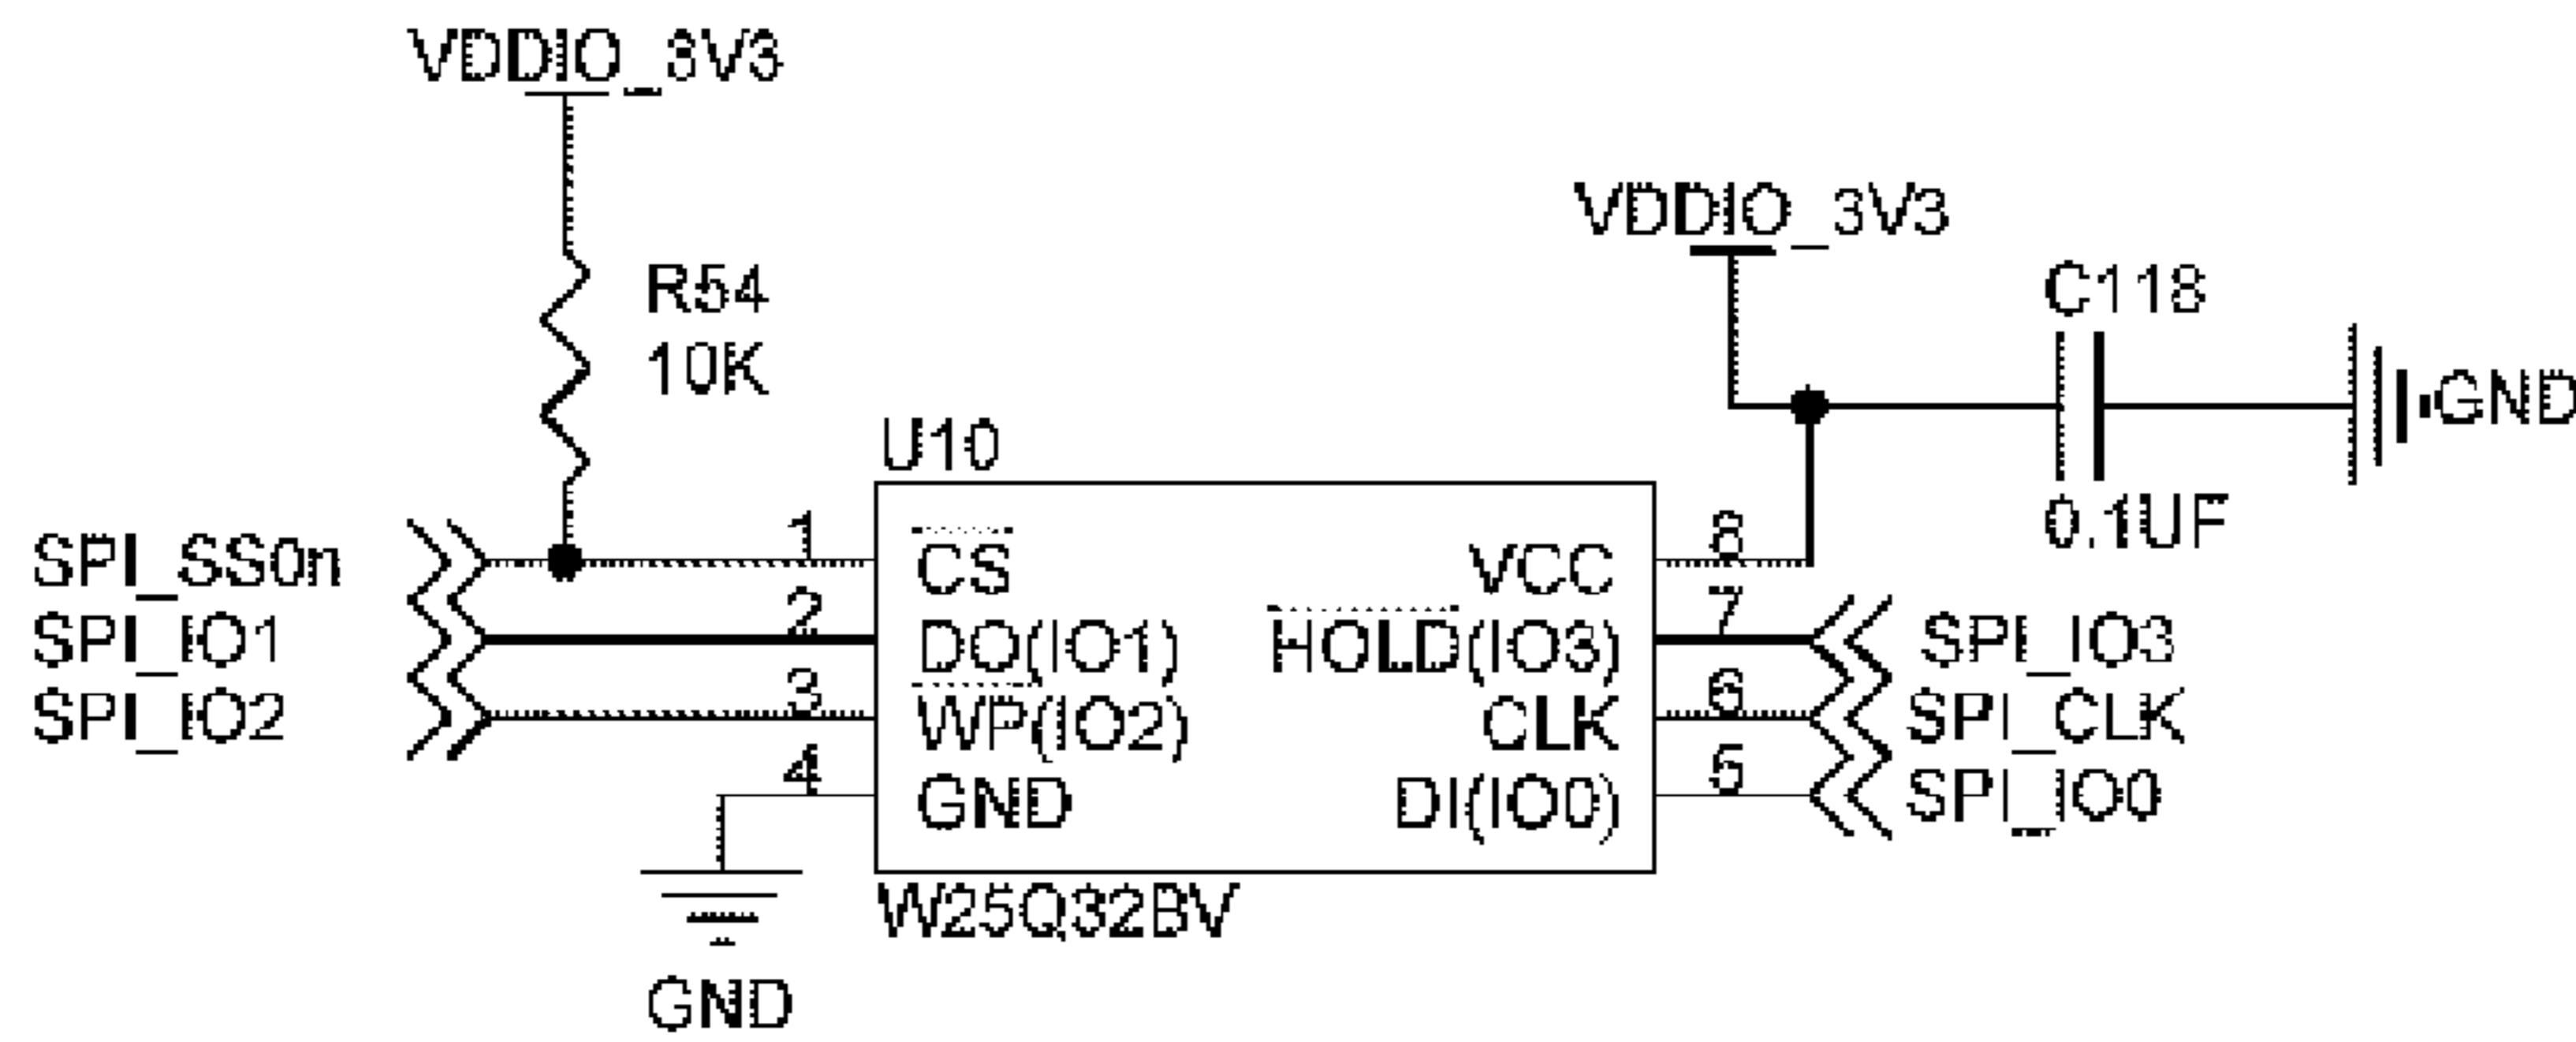 VDDIO_3V3
R54
10K
VDDIO_3V3
C118
0.1UF
GND
U10
SPI_SS0n
SPI_IO1
SPI_IO2
1
2
3
4
CS
DO(IO1)
WP(IO2)
GND
VCC
HOLD(IO3)
CLK
DI(IO0)
8
7
6
5
SPI_IO3
SPI_CLK
SPI_IO0
W25Q32BV
GND